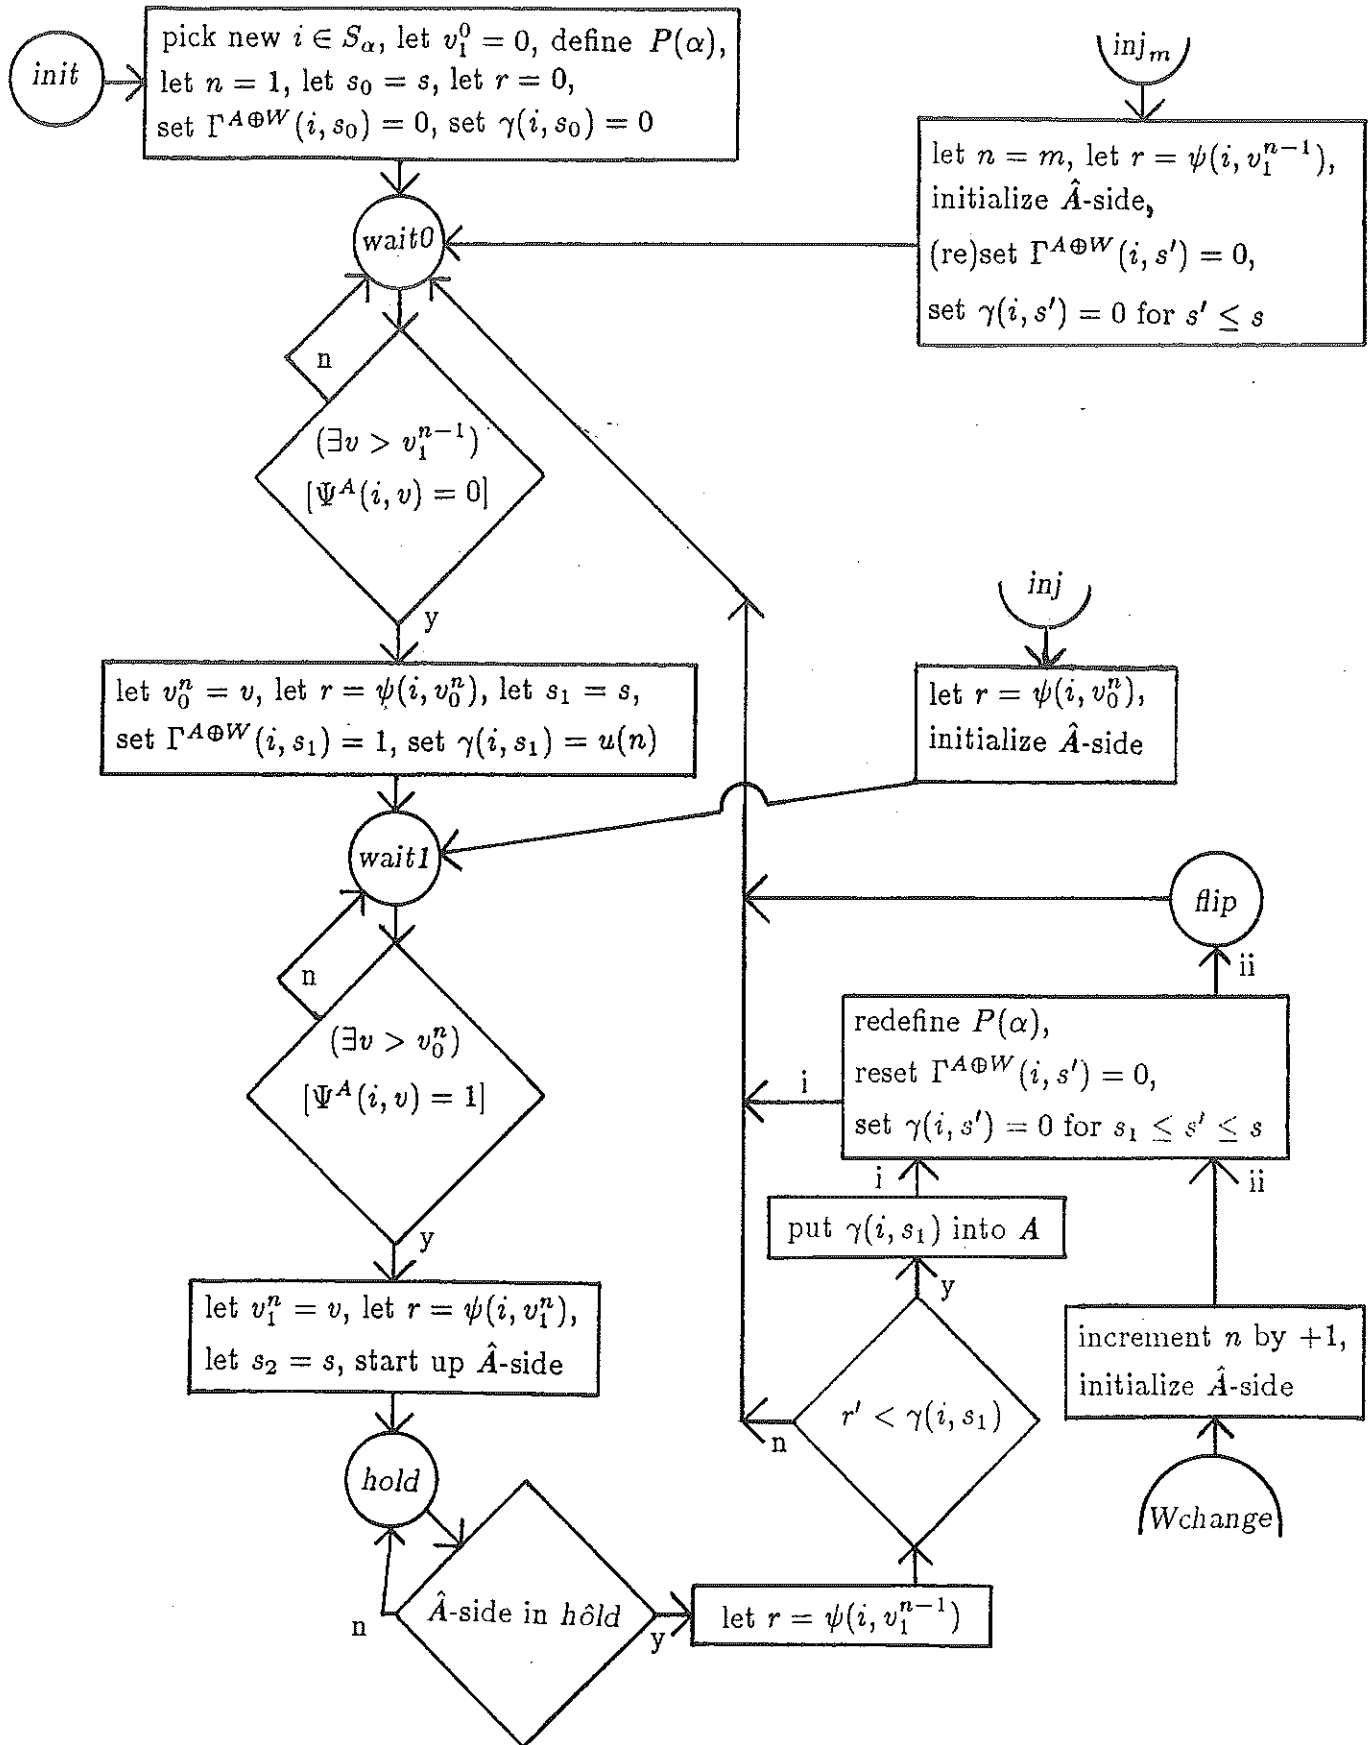 init
pick new i ∈ S_α, let v_1^0 = 0, define P(α),
let n = 1, let s_0 = s, let r = 0,
set Γ^{A⊕W}(i, s_0) = 0, set γ(i, s_0) = 0
inj_m
let n = m, let r = ψ(i, v_1^{n−1}),
initialize Â-side,
(re)set Γ^{A⊕W}(i, s′) = 0,
set γ(i, s′) = 0 for s′ ≤ s
wait0
n
(∃v > v_1^{n−1})
[Ψ^A(i, v) = 0]
y
let v_0^n = v, let r = ψ(i, v_0^n), let s_1 = s,
set Γ^{A⊕W}(i, s_1) = 1, set γ(i, s_1) = u(n)
inj
let r = ψ(i, v_0^n),
initialize Â-side
wait1
n
(∃v > v_0^n)
[Ψ^A(i, v) = 1]
y
flip
ii
redefine P(α),
reset Γ^{A⊕W}(i, s′) = 0,
set γ(i, s′) = 0 for s_1 ≤ s′ ≤ s
i
i
ii
put γ(i, s_1) into A
y
let v_1^n = v, let r = ψ(i, v_1^n),
let s_2 = s, start up Â-side
r′ < γ(i, s_1)
n
increment n by +1,
initialize Â-side
Wchange
hold
n
Â-side in hôld
y
let r = ψ(i, v_1^{n−1})